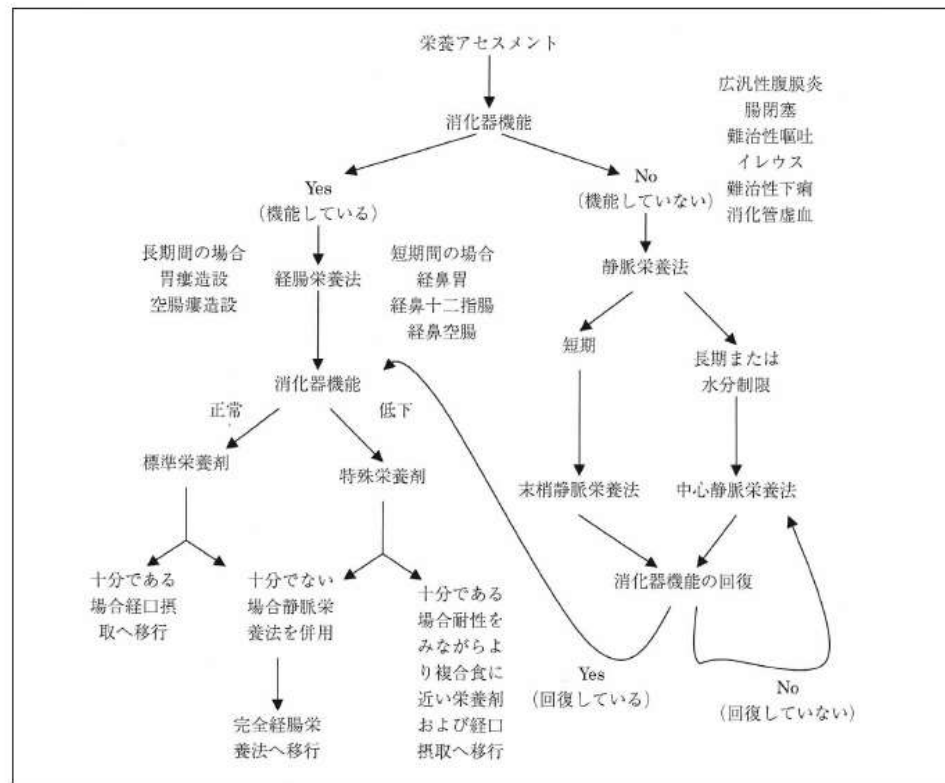 栄養アセスメント
広汎性腹膜炎
腸閉塞
難治性嘔吐
イレウス
難治性下痢
消化管虚血
消化器機能
Yes
(機能している)
No
(機能していない)
長期間の場合
胃瘻造設
空腸瘻造設
経腸栄養法
短期間の場合
経鼻胃
経鼻十二指腸
経鼻空腸
静脈栄養法
短期
長期または
水分制限
消化器機能
正常
低下
標準栄養剤
特殊栄養剤
末梢静脈栄養法
中心静脈栄養法
十分である
場合経口摂
取へ移行
十分でない
場合静脈栄
養法を併用
十分である
場合耐性を
みながらよ
り複合食に
近い栄養剤
および経口
摂取へ移行
消化器機能の回復
Yes
(回復している)
No
(回復していない)
完全経腸栄
養法へ移行